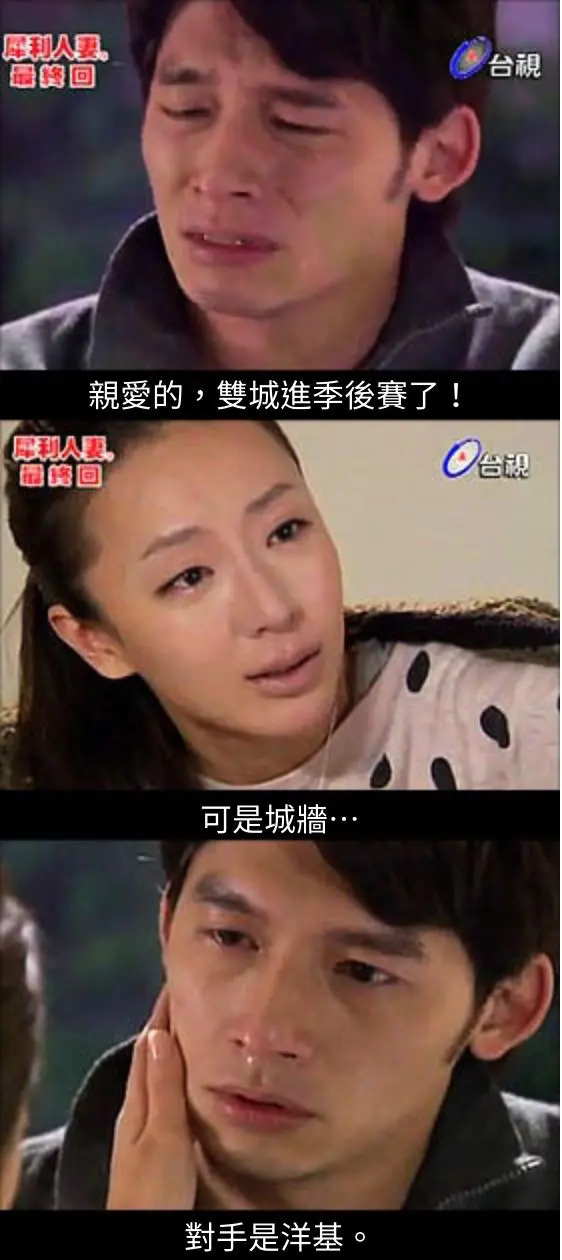 犀利人妻。
最終回
台視
親愛的，雙城進季後賽了！
犀利人妻。
最終回
台視
可是城牆⋯
對手是洋基。